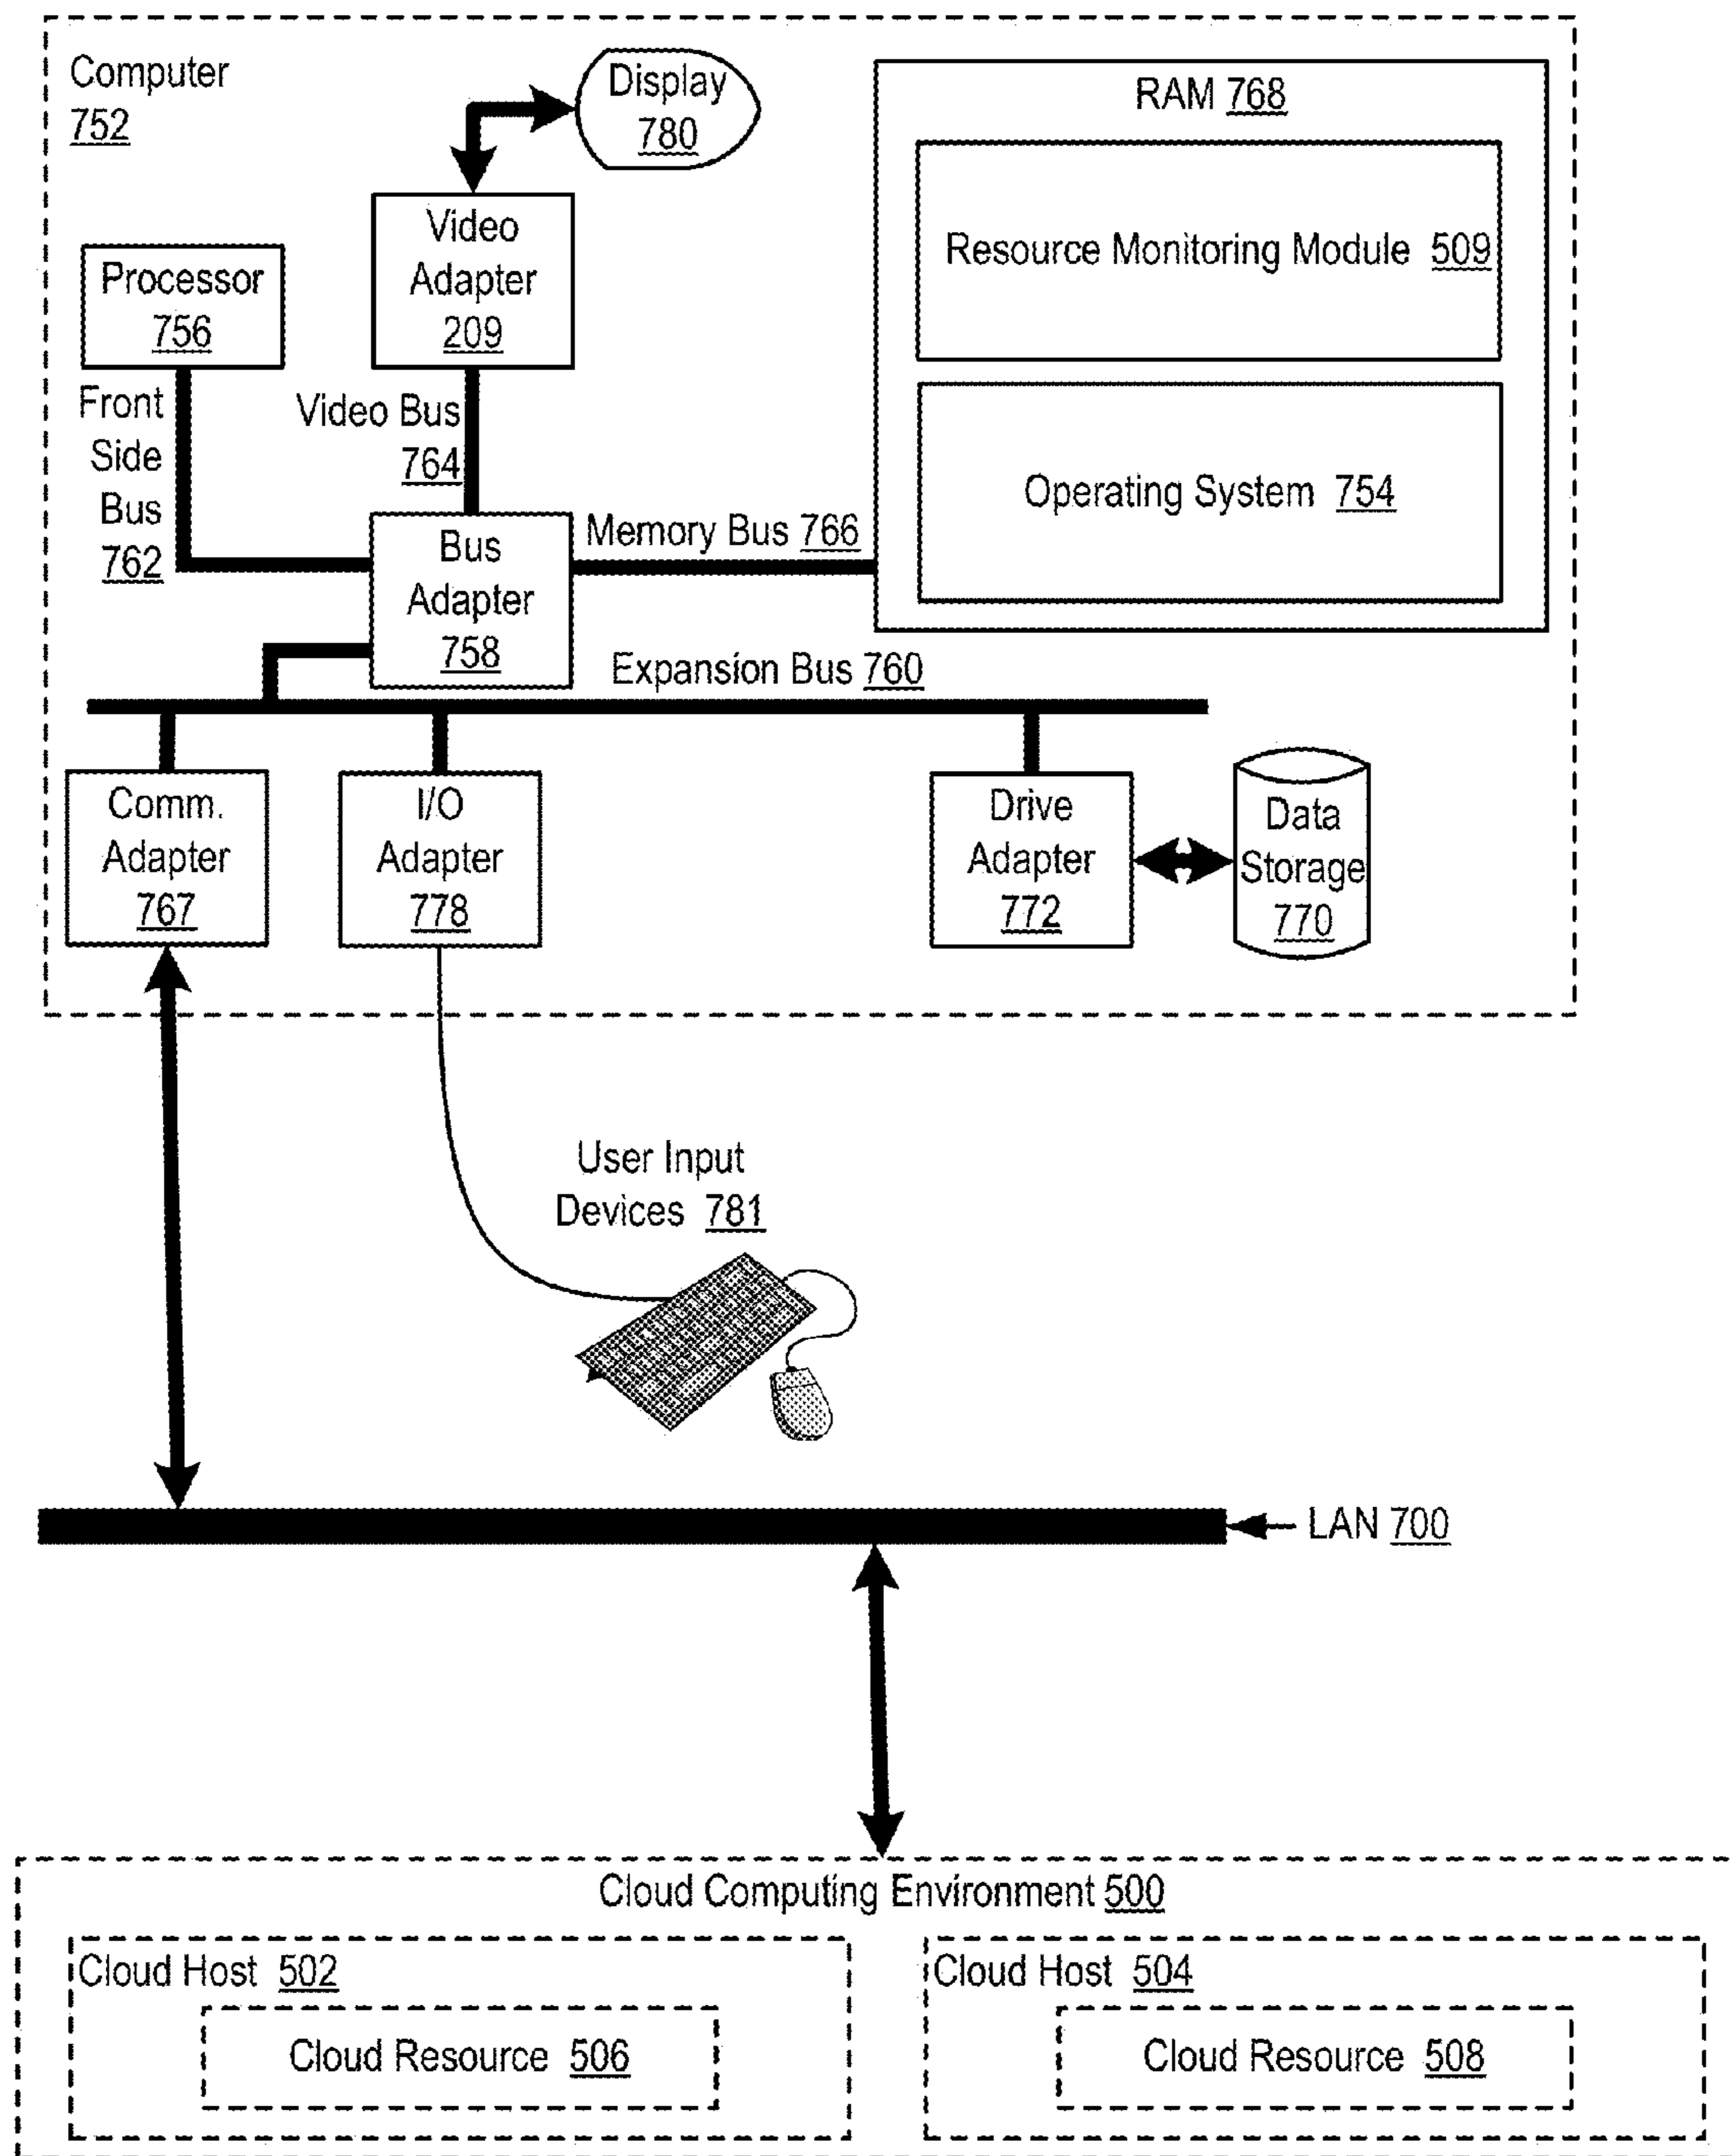 Computer
752
Display
780
RAM 768
Resource Monitoring Module 509
Operating System 754
Video
Adapter
209
Processor
756
Front
Side
Bus
762
Video Bus
764
Bus
Adapter
758
Memory Bus 766
Expansion Bus 760
Comm.
Adapter
767
I/O
Adapter
778
Drive
Adapter
772
Data
Storage
770
User Input
Devices 781
LAN 700
Cloud Computing Environment 500
Cloud Host 502
Cloud Resource 506
Cloud Host 504
Cloud Resource 508